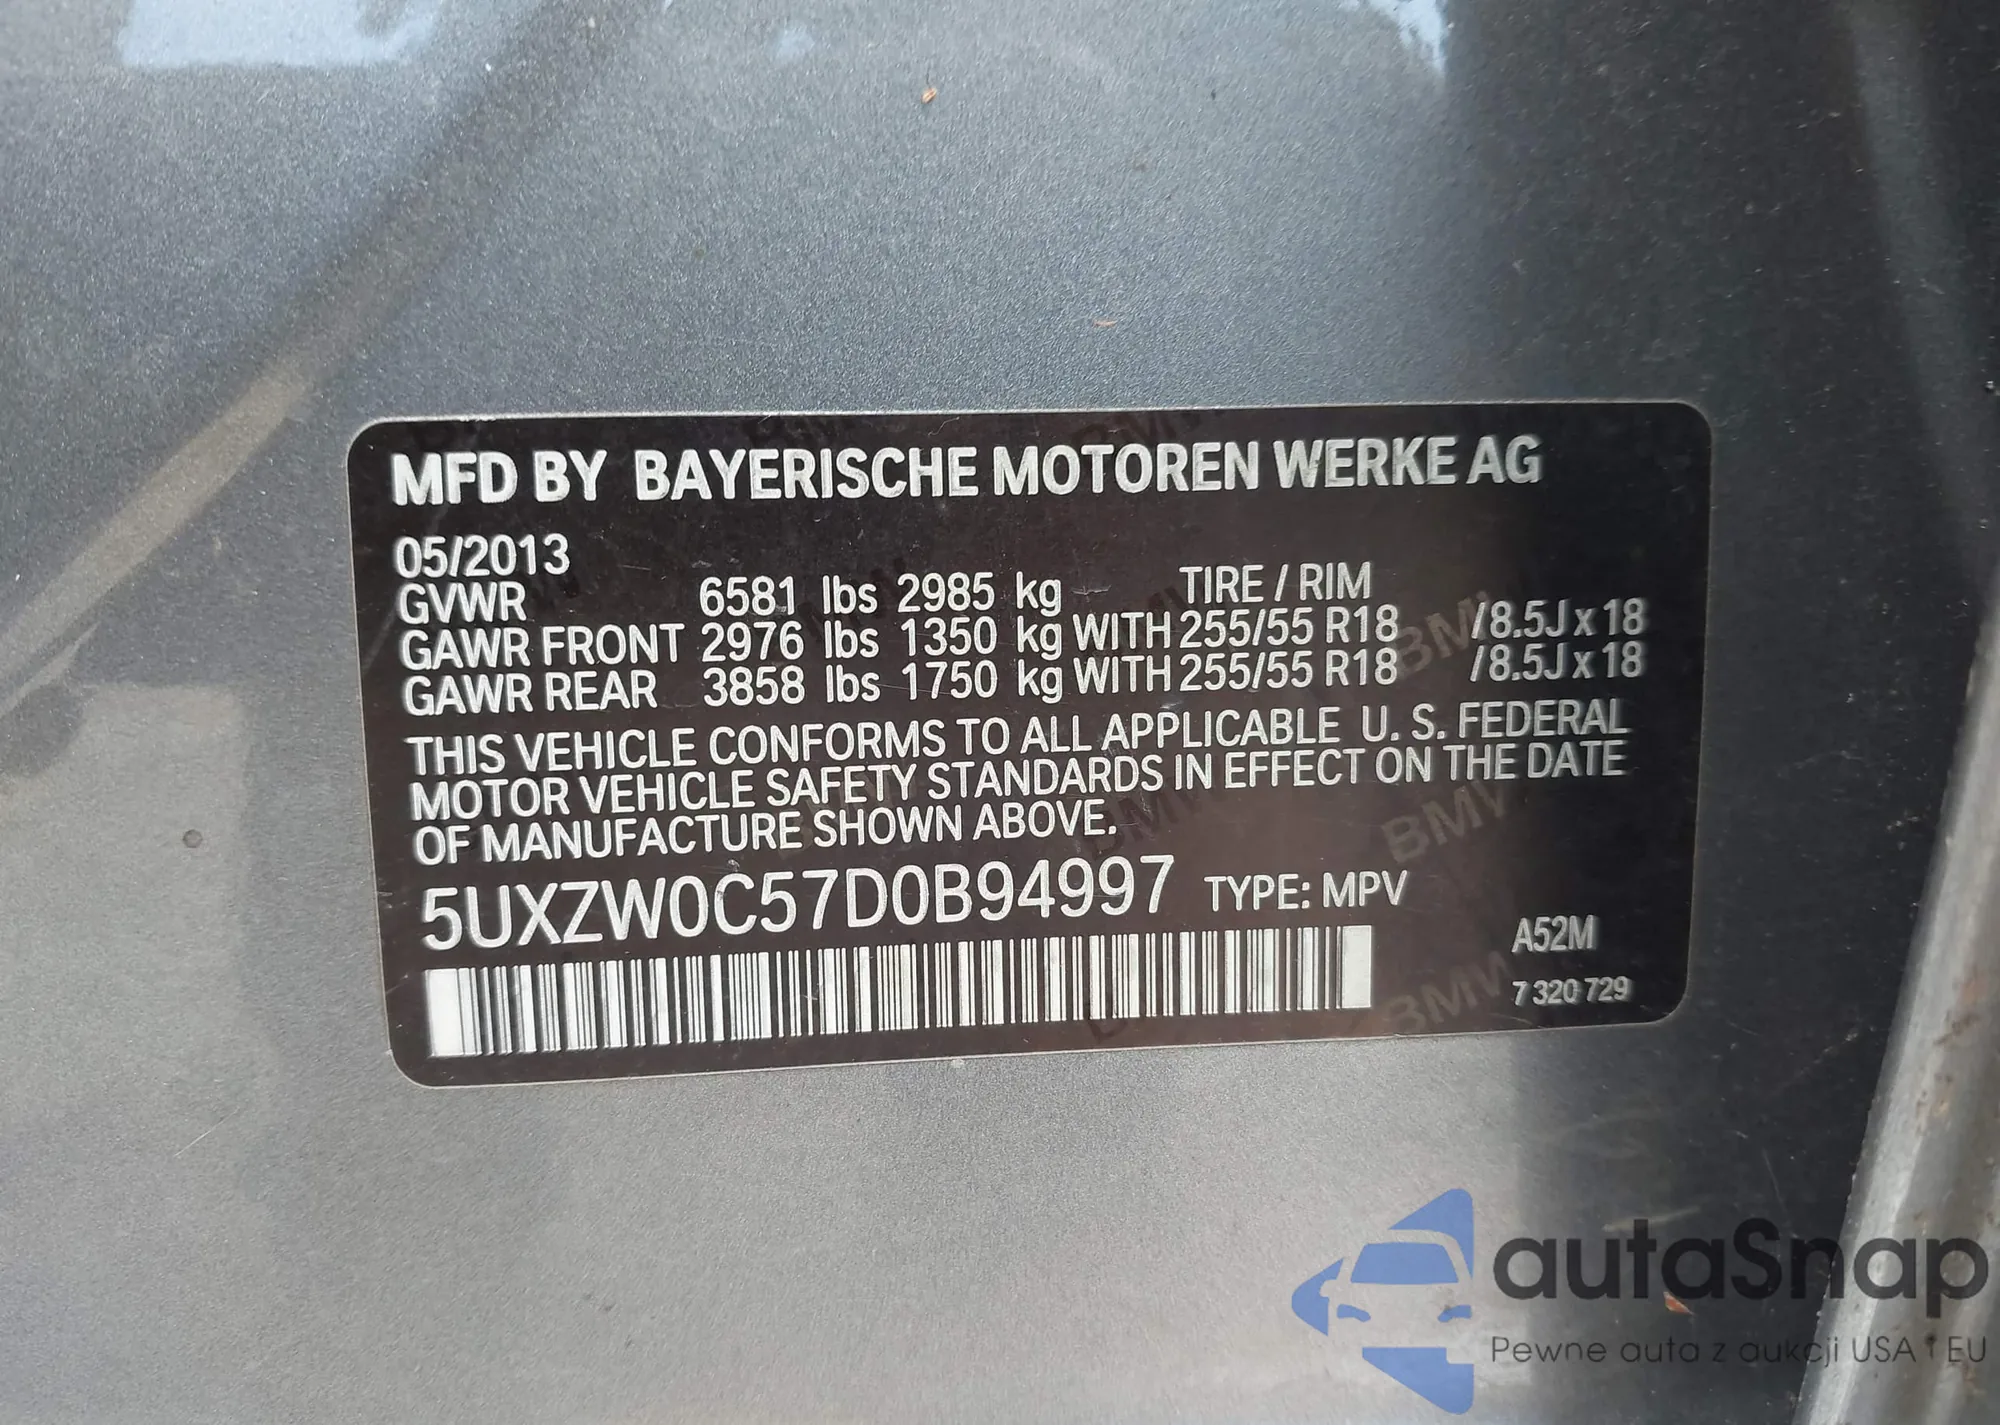 MFD BY BAYERISCHE MOTOREN WERKE AG
05/2013
TIRE / RIM
GVWR 6581 lbs 2985 kg
GAWR FRONT 2976 lbs 1350 kg WITH 255/55 R18 /8.5J x 18
GAWR REAR 3858 lbs 1750 kg WITH 255/55 R18 /8.5J x 18
THIS VEHICLE CONFORMS TO ALL APPLICABLE U. S. FEDERAL
MOTOR VEHICLE SAFETY STANDARDS IN EFFECT ON THE DATE
OF MANUFACTURE SHOWN ABOVE.
5UXZW0C57D0B94997 TYPE: MPV
A52M
7 320 729
autaSnap
Pewne auta z aukcji USA i EU